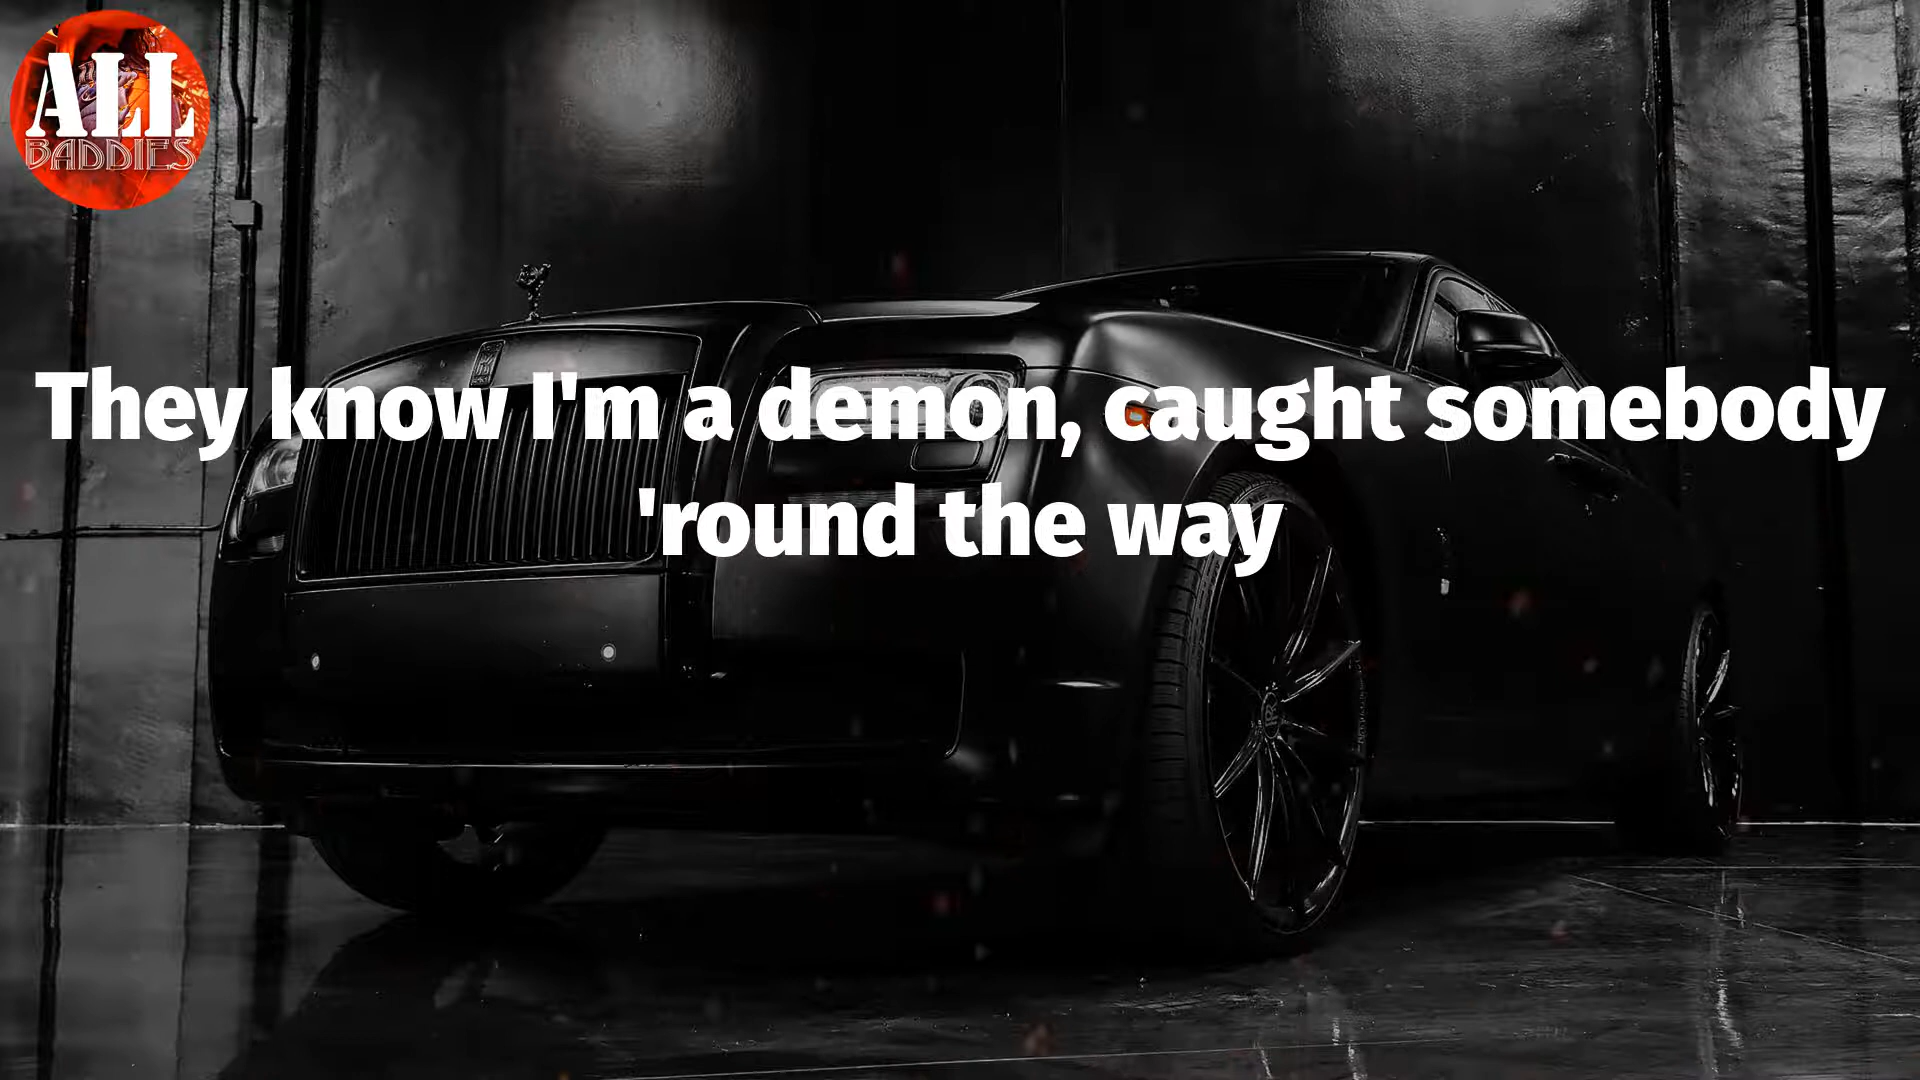 ALL
BADDIES
They know I'm a demon, caught somebody
'round the way